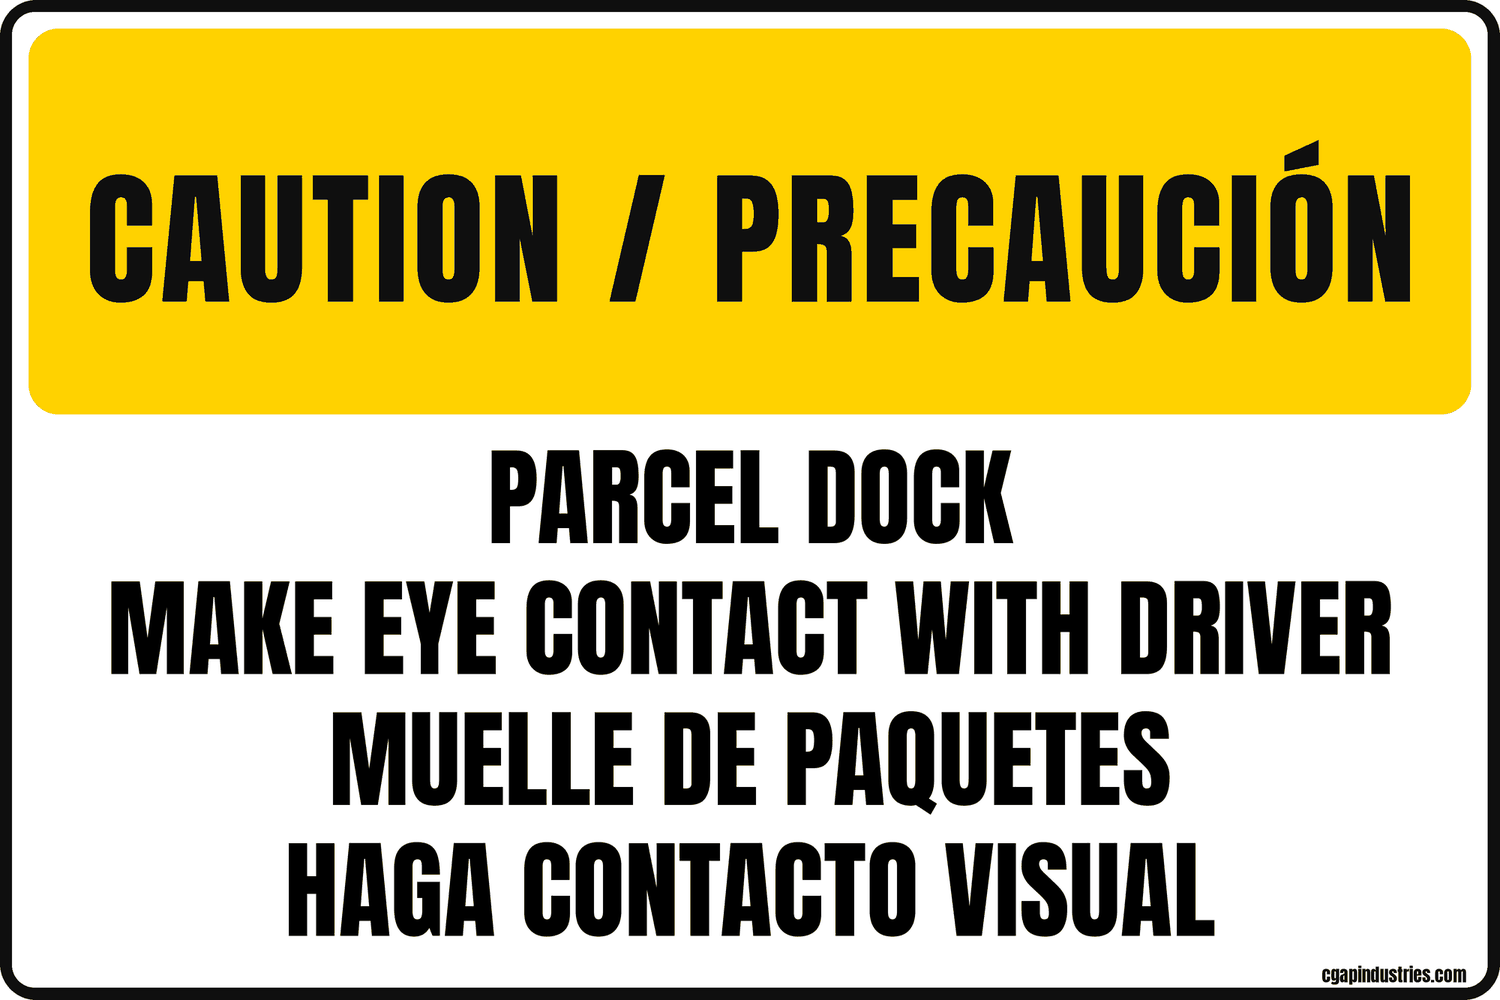 CAUTION / PRECAUCIÓN
PARCEL DOCK
MAKE EYE CONTACT WITH DRIVER
MUELLE DE PAQUETES
HAGA CONTACTO VISUAL
cgapindustries.com